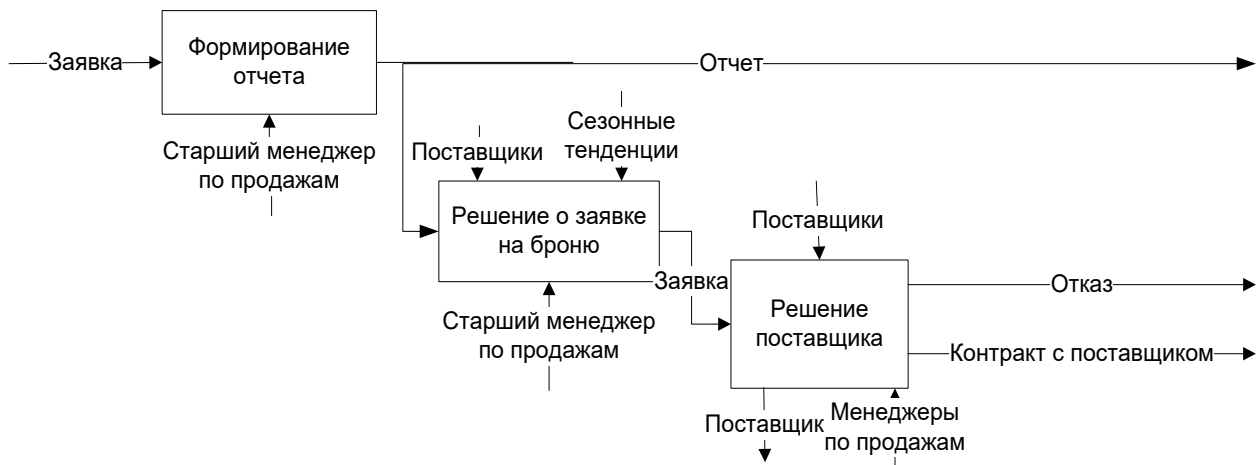 Заявка
Формирование
отчета
Отчет
Старший менеджер
по продажам
Поставщики
Сезонные
тенденции
Решение о заявке
на броню
Старший менеджер
по продажам
Заявка
Поставщики
Решение
поставщика
Отказ
Контракт с поставщиком
Поставщик
Менеджеры
по продажам